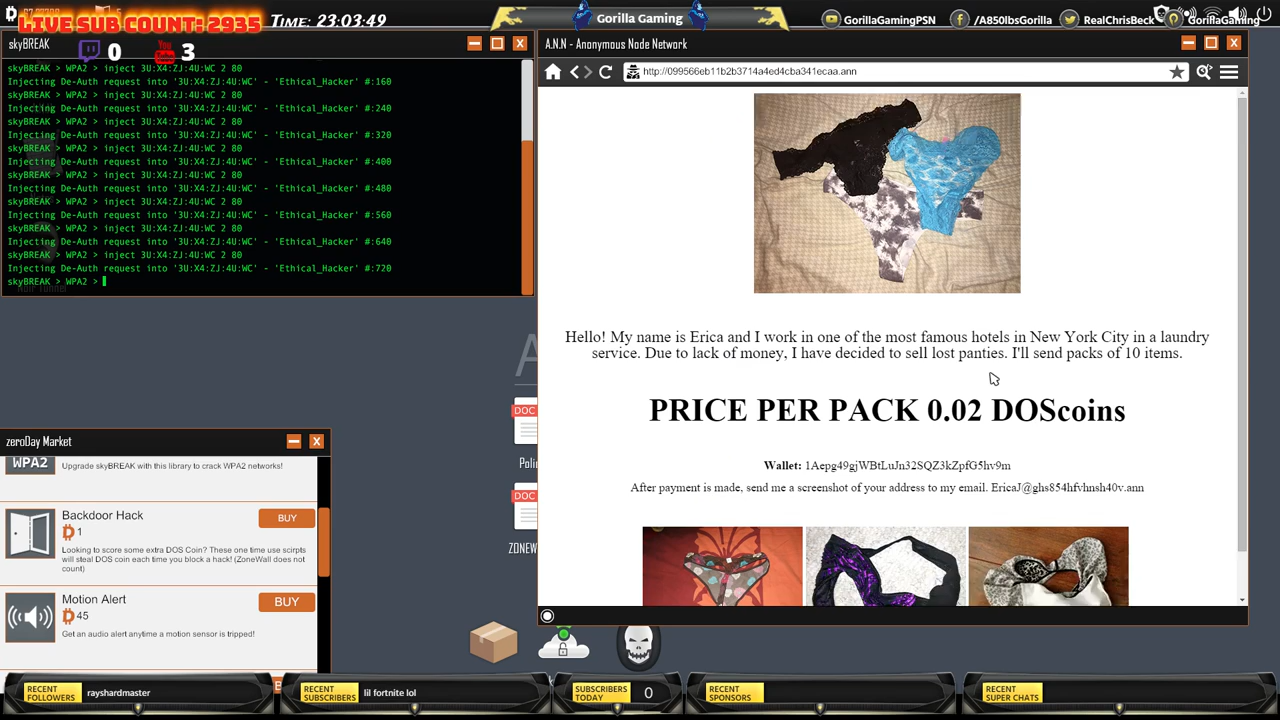 LIVE SUB COUNT: 2935
TIME: 23:03:49
Gorilla Gaming
GorillaGamingPSN
/A850lbsGorilla
RealChrisBeck
GorillaGaming
skyBREAK
0
You
3
skyBREAK > WPA2 > inject 3U:X4:ZJ:4U:WC 2 80
Injecting De-Auth request into '3U:X4:ZJ:4U:WC' - 'Ethical_Hacker' #:160
skyBREAK > WPA2 > inject 3U:X4:ZJ:4U:WC 2 80
Injecting De-Auth request into '3U:X4:ZJ:4U:WC' - 'Ethical_Hacker' #:240
skyBREAK > WPA2 > inject 3U:X4:ZJ:4U:WC 2 80
Injecting De-Auth request into '3U:X4:ZJ:4U:WC' - 'Ethical_Hacker' #:320
skyBREAK > WPA2 > inject 3U:X4:ZJ:4U:WC 2 80
Injecting De-Auth request into '3U:X4:ZJ:4U:WC' - 'Ethical_Hacker' #:400
skyBREAK > WPA2 > inject 3U:X4:ZJ:4U:WC 2 80
Injecting De-Auth request into '3U:X4:ZJ:4U:WC' - 'Ethical_Hacker' #:480
skyBREAK > WPA2 > inject 3U:X4:ZJ:4U:WC 2 80
Injecting De-Auth request into '3U:X4:ZJ:4U:WC' - 'Ethical_Hacker' #:560
skyBREAK > WPA2 > inject 3U:X4:ZJ:4U:WC 2 80
Injecting De-Auth request into '3U:X4:ZJ:4U:WC' - 'Ethical_Hacker' #:640
skyBREAK > WPA2 > inject 3U:X4:ZJ:4U:WC 2 80
Injecting De-Auth request into '3U:X4:ZJ:4U:WC' - 'Ethical_Hacker' #:720
skyBREAK > WPA2 >
A.N.N - Anonymous Node Network
http://099566eb11b2b3714a4ed4cba341ecaa.ann
Hello! My name is Erica and I work in one of the most famous hotels in New York City in a laundry
service. Due to lack of money, I have decided to sell lost panties. I'll send packs of 10 items.
PRICE PER PACK 0.02 DOScoins
Wallet: 1Aepg49gjWBtLuJn32SQZ3kZpfG5hv9m
After payment is made, send me a screenshot of your address to my email. EricaJ@ghs854hfvhnsh40v.ann
DOC
Poli
DOC
ZONEW
zeroDay Market
WPA2
Upgrade skyBREAK with this library to crack WPA2 networks!
Backdoor Hack
1
BUY
Looking to score some extra DOS Coin? These one time use scirpts
will steal DOS coin each time you block a hack! (ZoneWall does not
count)
Motion Alert
45
BUY
Get an audio alert anytime a motion sensor is tripped!
RECENT
FOLLOWERS
rayshardmaster
RECENT
SUBSCRIBERS
lil fortnite lol
SUBSCRIBERS
TODAY
0
RECENT
SPONSORS
RECENT
SUPER CHATS